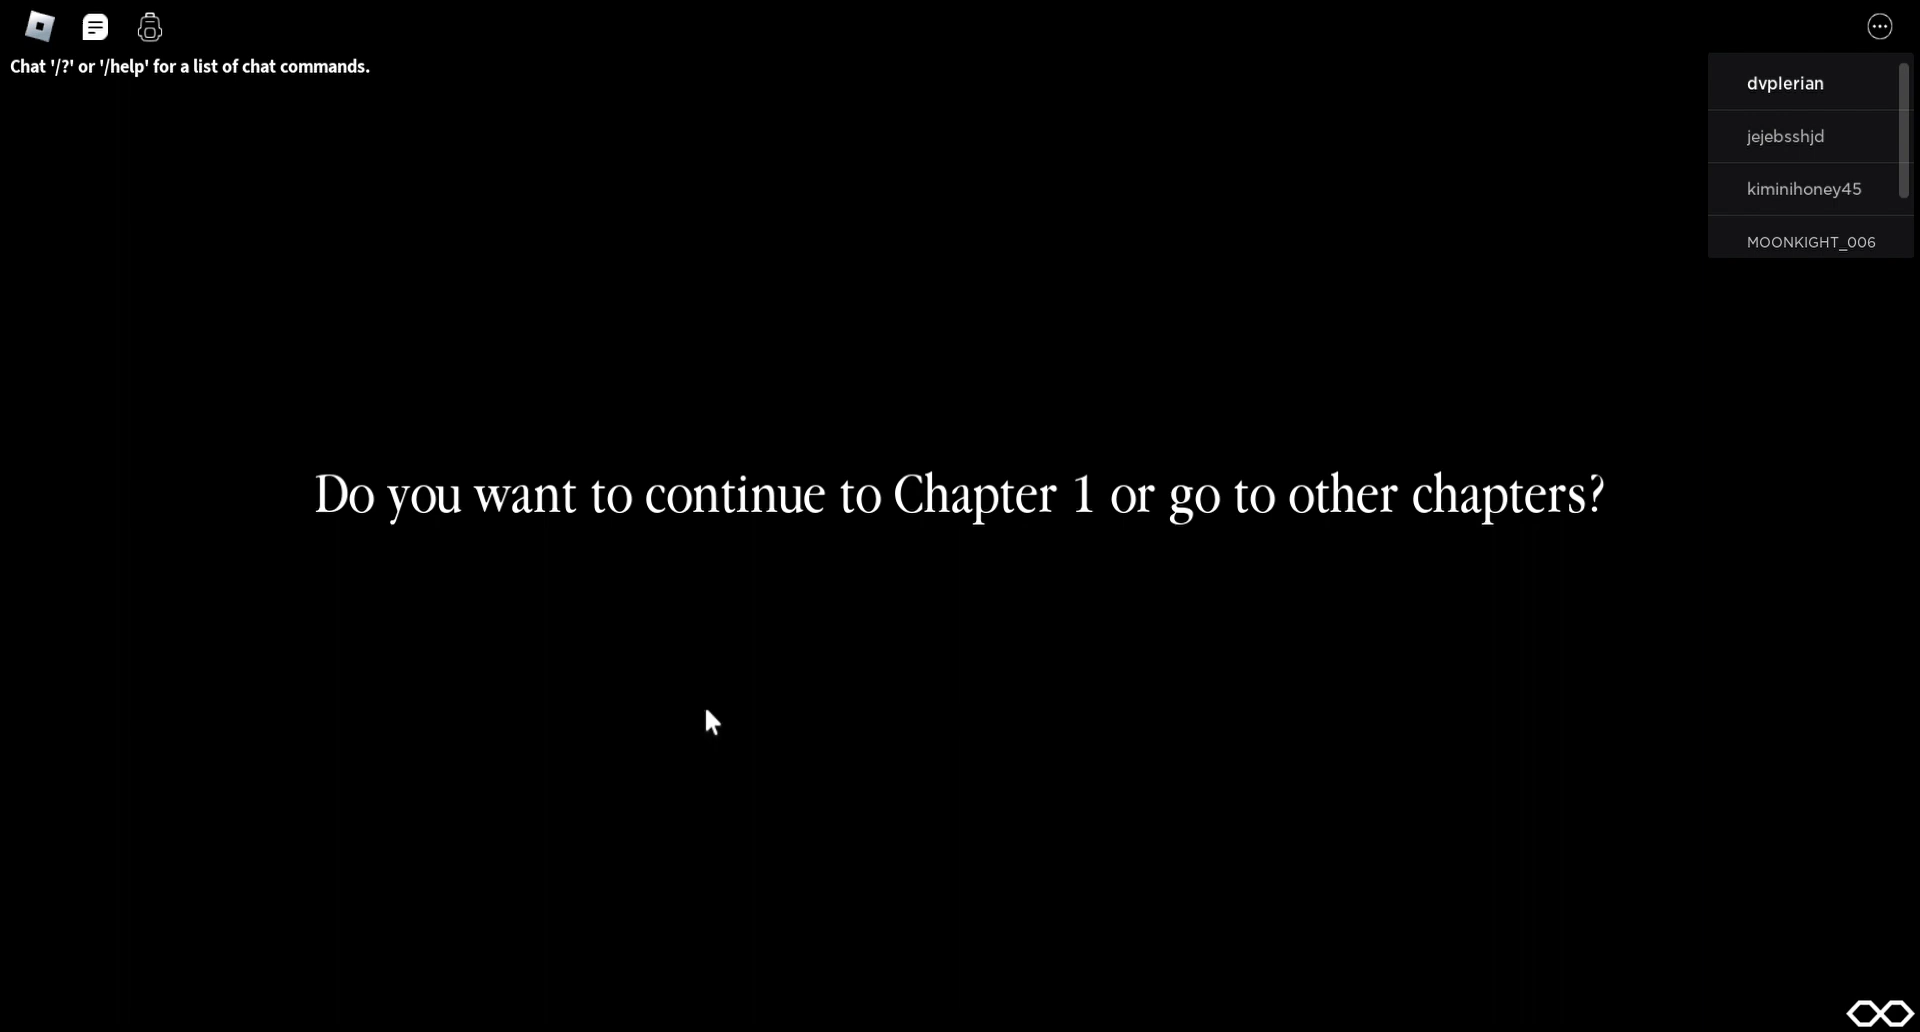 Chat '/?' or '/help' for a list of chat commands.
dvplerian
jejebsshjd
kiminihoney45
MOONKIGHT_006
Do you want to continue to Chapter 1 or go to other chapters?